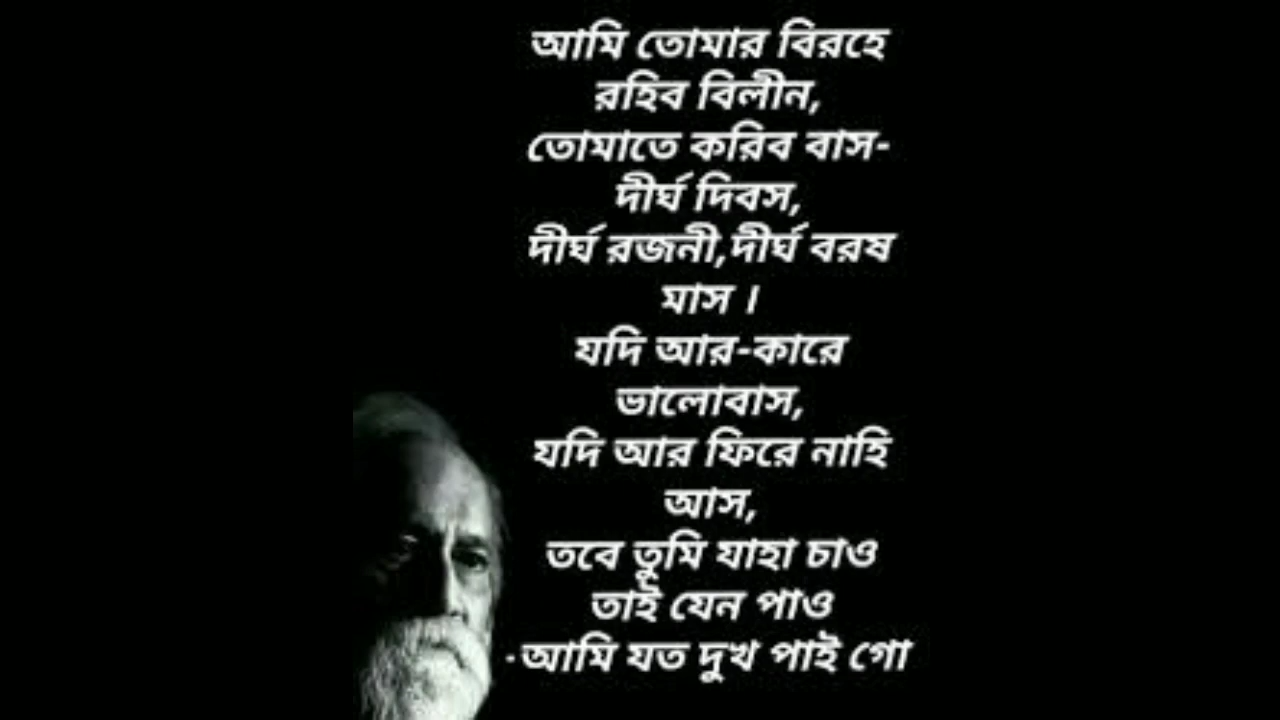 আমি তোমার বিরহে
রহিব বিলীন,
তোমাতে করিব বাস-
দীর্ঘ দিবস,
দীর্ঘ রজনী,দীর্ঘ বরষ
মাস ।
যদি আর-কারে
ভালোবাস,
যদি আর ফিরে নাহি
আস,
তবে তুমি যাহা চাও
তাই যেন পাও
·আমি যত দুখ পাই গো